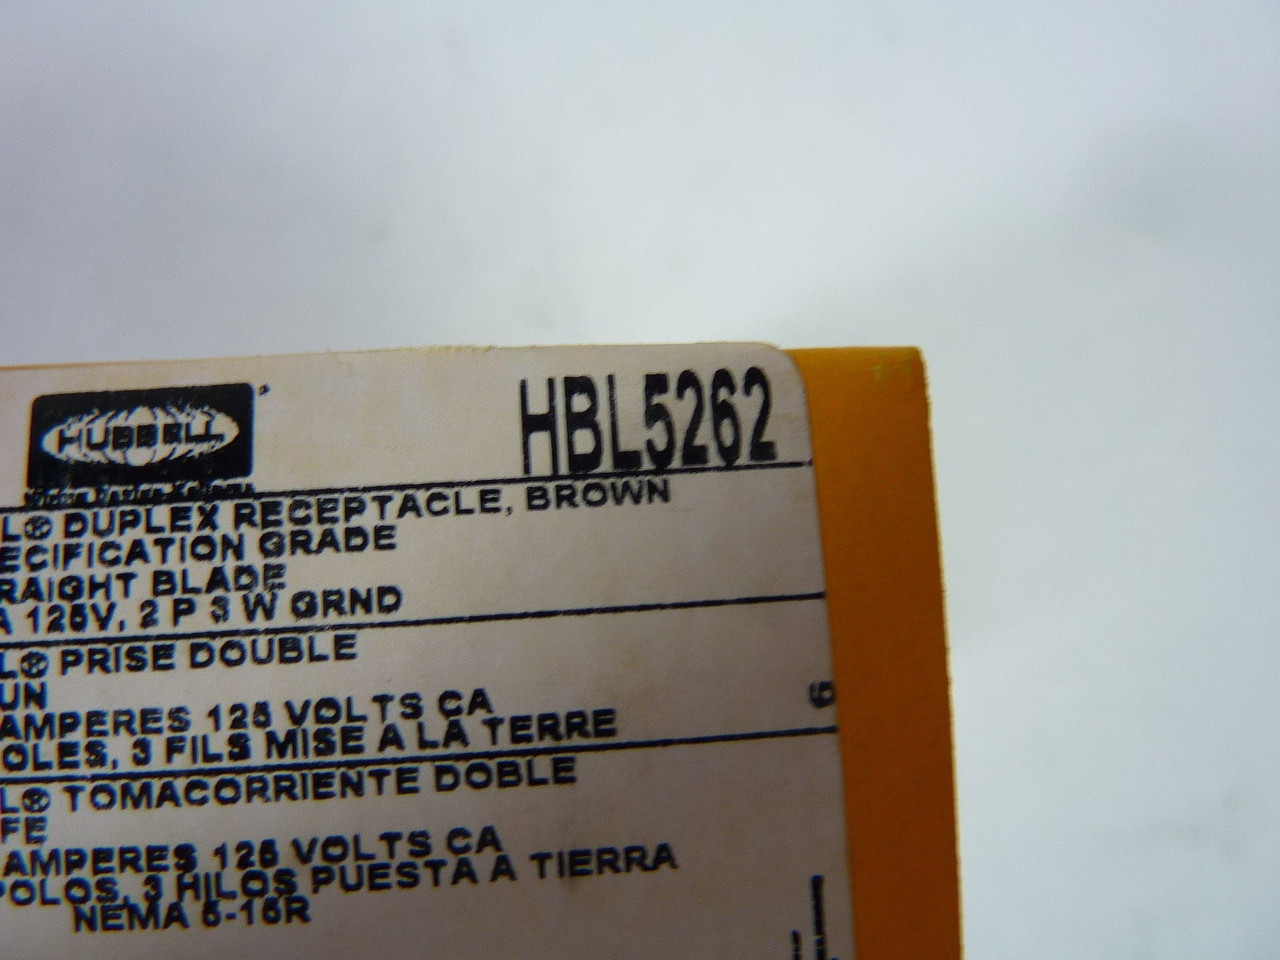 HUBBELL
HBL5262
L® DUPLEX RECEPTACLE, BROWN
ECIFICATION GRADE
RAIGHT BLADE
A 125V, 2 P 3 W GRND
L® PRISE DOUBLE
UN
AMPERES 125 VOLTS CA
OLES, 3 FILS MISE A LA TERRE
L® TOMACORRIENTE DOBLE
FE
AMPERES 125 VOLTS CA
POLOS, 3 HILOS PUESTA A TIERRA
NEMA 5-15R